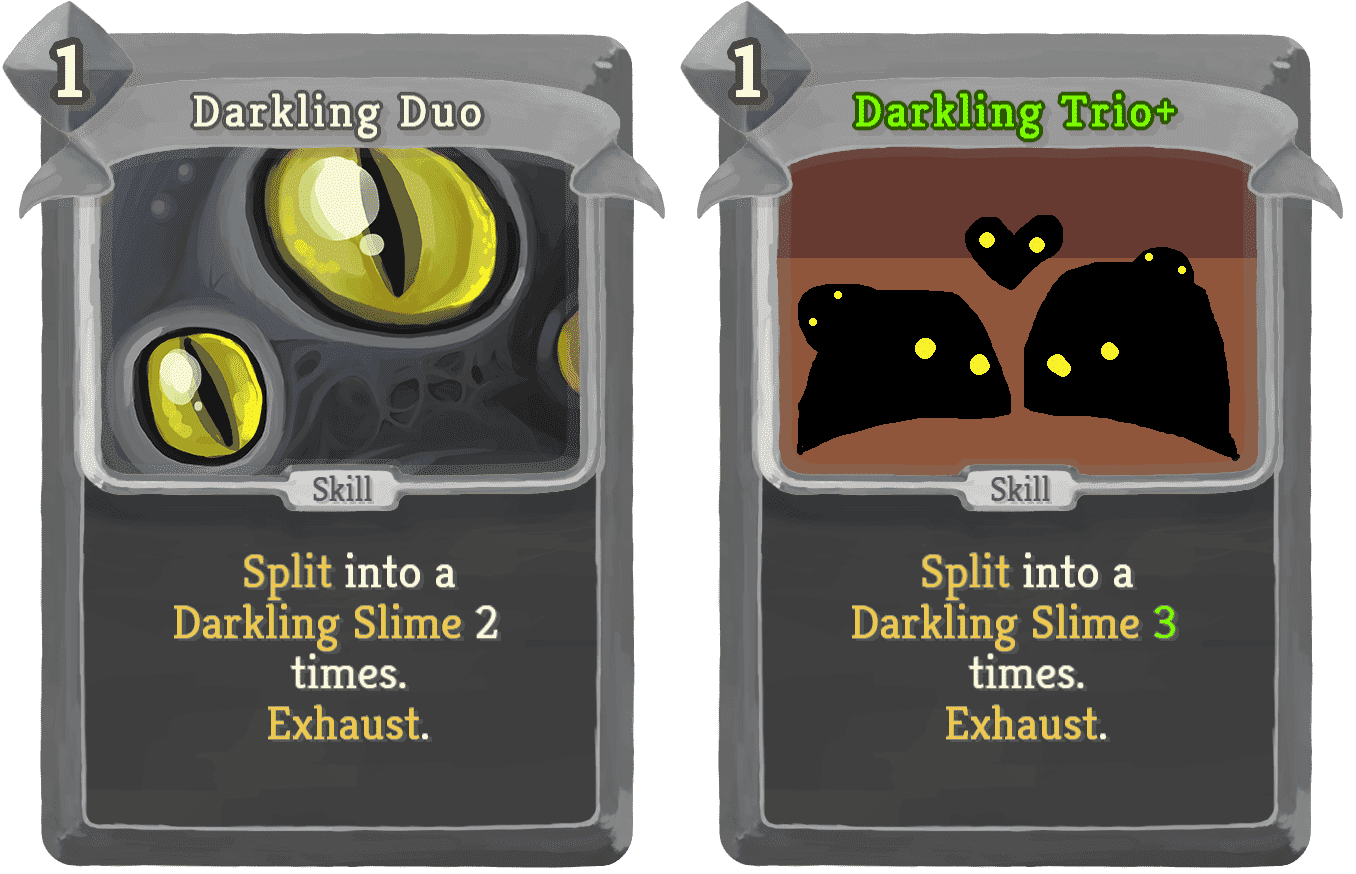 1
Darkling Duo
Skill
Split into a
Darkling Slime 2
times.
Exhaust.
1
Darkling Trio+
Skill
Split into a
Darkling Slime 3
times.
Exhaust.